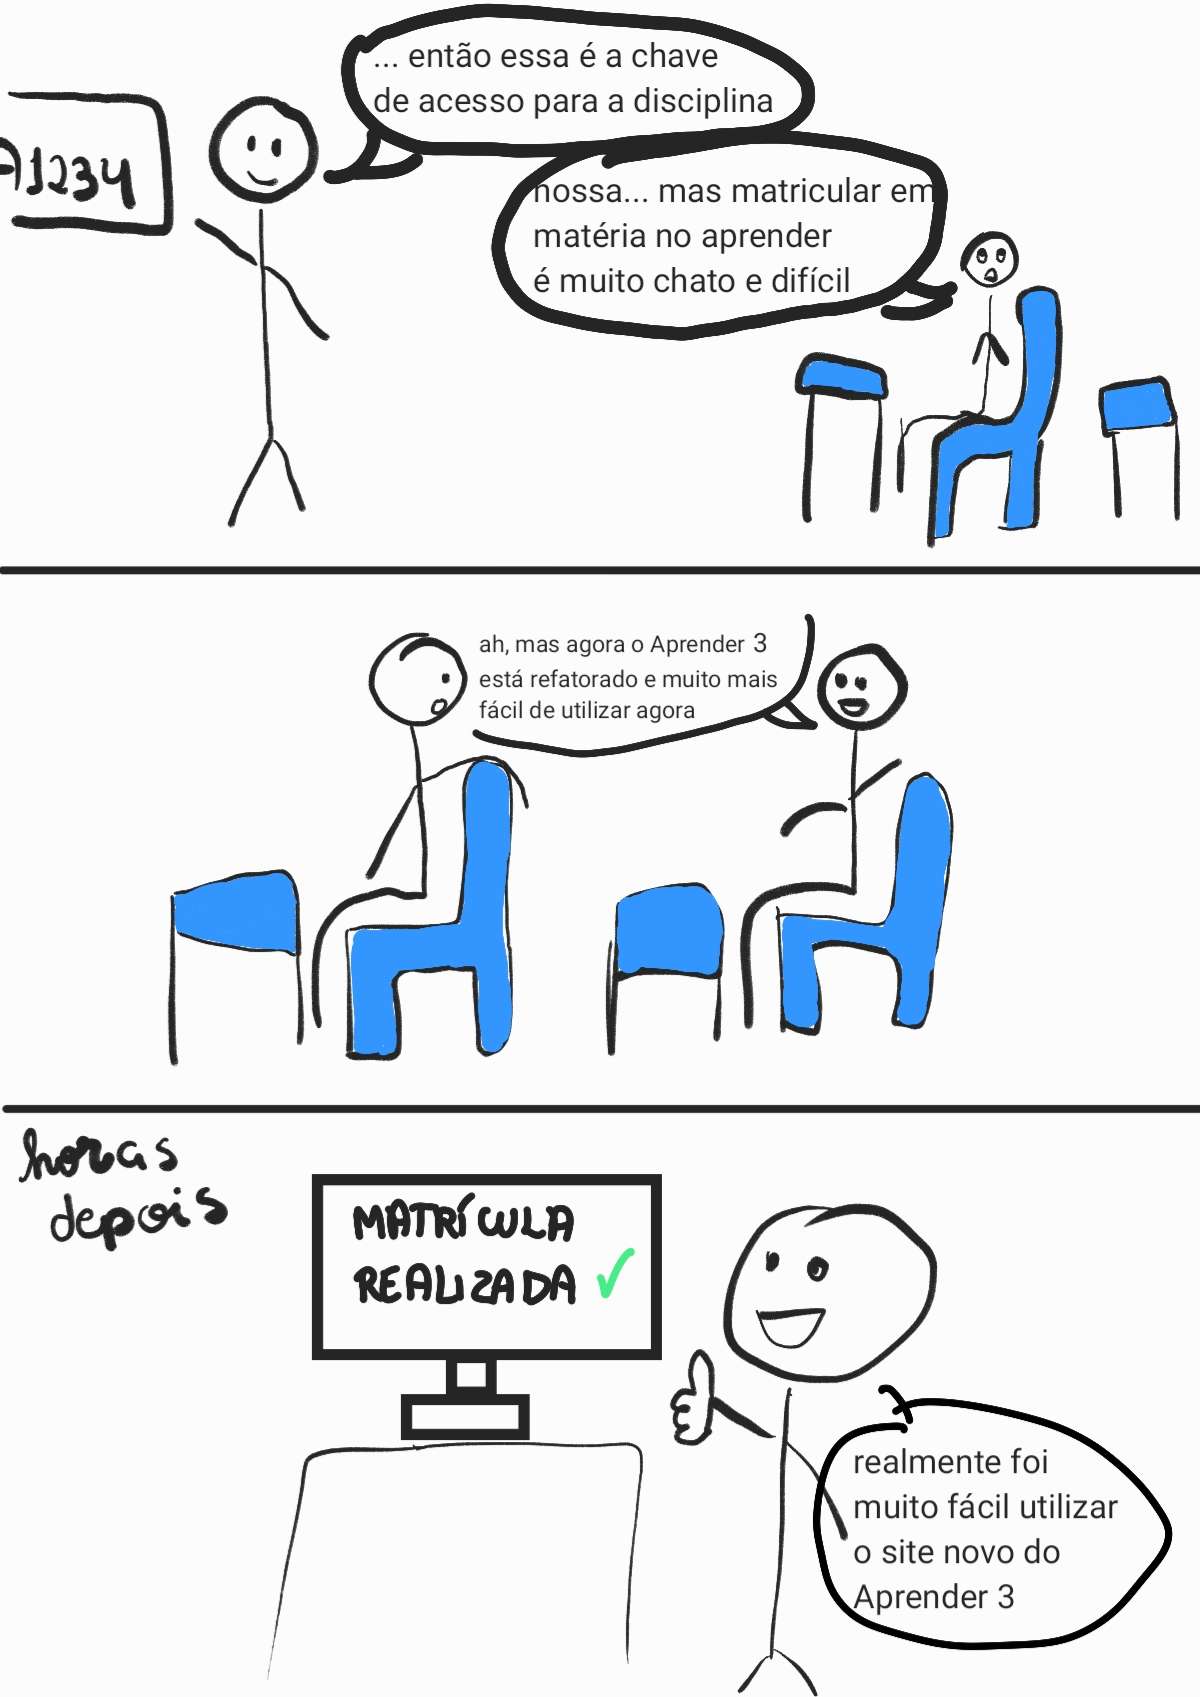 ... então essa é a chave
de acesso para a disciplina
A1234
nossa... mas matricular em
matéria no aprender
é muito chato e difícil
ah, mas agora o Aprender 3
está refatorado e muito mais
fácil de utilizar agora
horas
depois
MATRÍCULA
REALIZADA ✓
realmente foi
muito fácil utilizar
o site novo do
Aprender 3